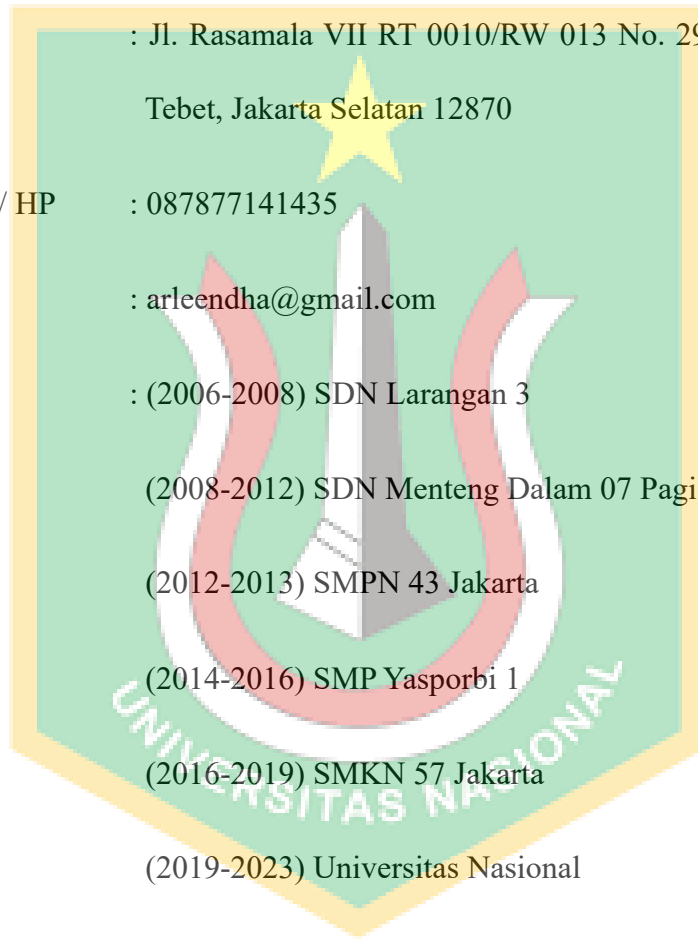 : Jl. Rasamala VII RT 0010/RW 013 No. 29
Tebet, Jakarta Selatan 12870
/ HP : 087877141435
: arleendha@gmail.com
: (2006-2008) SDN Larangan 3
(2008-2012) SDN Menteng Dalam 07 Pagi
(2012-2013) SMPN 43 Jakarta
(2014-2016) SMP Yasporbi 1
(2016-2019) SMKN 57 Jakarta
(2019-2023) Universitas Nasional
UNIVERSITAS NASIONAL